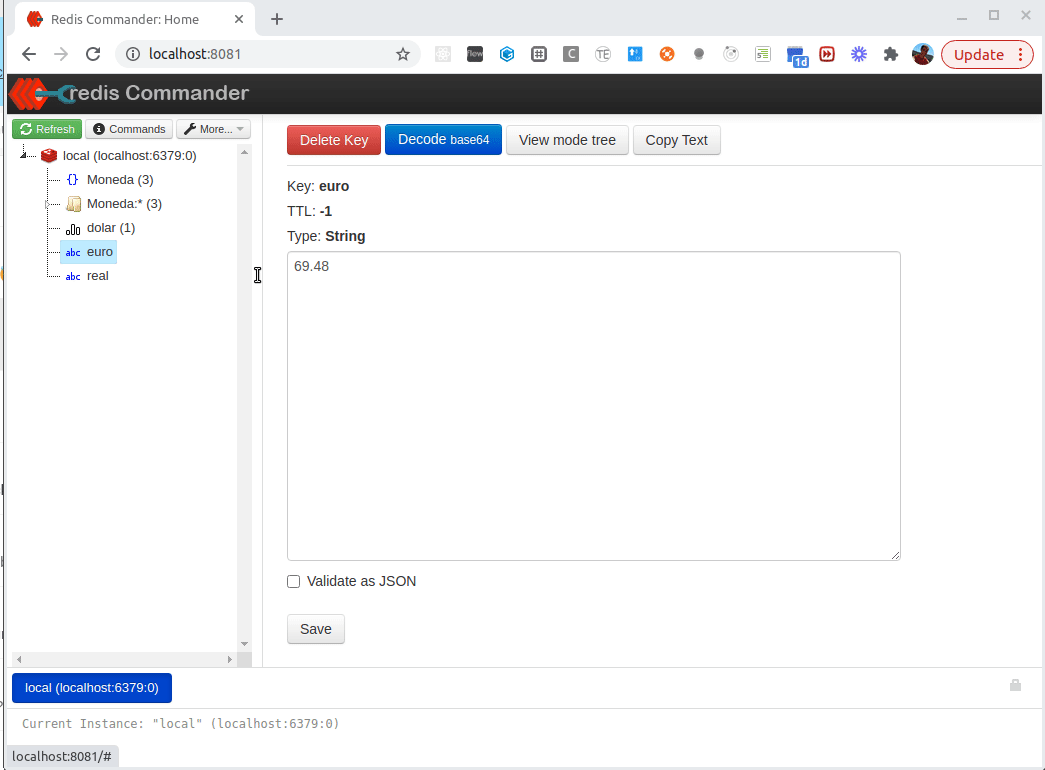 Redis Commander: Home
localhost:8081
Update
redis Commander
Refresh Commands More...
Delete Key Decode base64 View mode tree Copy Text
local (localhost:6379:0)
{} Moneda (3)
Moneda:* (3)
dolar (1)
abc euro
abc real
Key: euro
TTL: -1
Type: String
69.48
Validate as JSON
Save
local (localhost:6379:0)
Current Instance: "local" (localhost:6379:0)
localhost:8081/#
flow
C
TE
1d